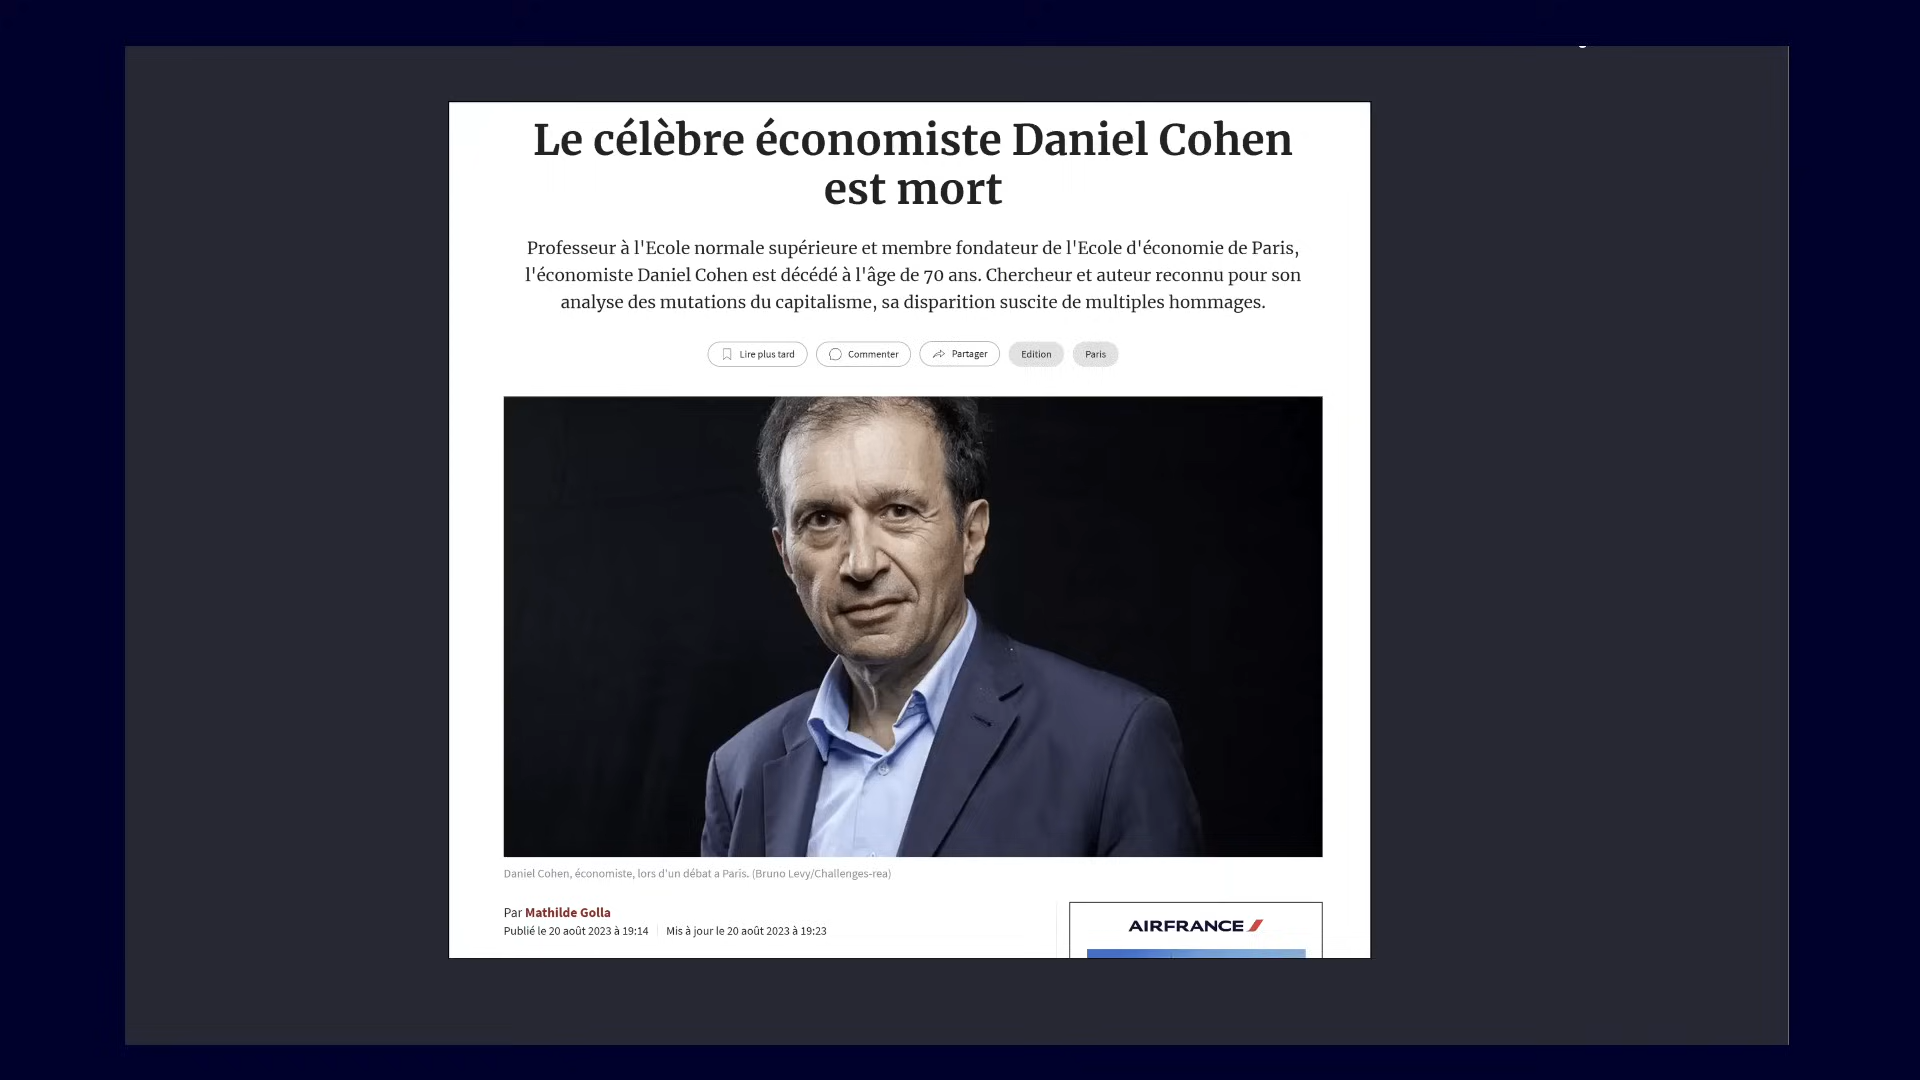 Le célèbre économiste Daniel Cohen
est mort
Professeur à l'Ecole normale supérieure et membre fondateur de l'Ecole d'économie de Paris,
l'économiste Daniel Cohen est décédé à l'âge de 70 ans. Chercheur et auteur reconnu pour son
analyse des mutations du capitalisme, sa disparition suscite de multiples hommages.
Lire plus tard Commenter Partager Edition Paris
Daniel Cohen, économiste, lors d'un débat a Paris. (Bruno Levy/Challenges-rea)
Par Mathilde Golla
Publié le 20 août 2023 à 19:14 Mis à jour le 20 août 2023 à 19:23
AIRFRANCE